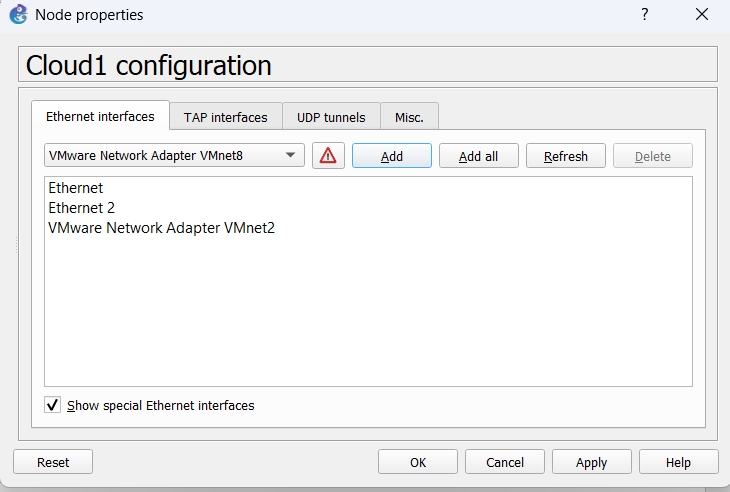 Node properties
?
Cloud1 configuration
Ethernet interfaces TAP interfaces UDP tunnels Misc.
VMware Network Adapter VMnet8 Add Add all Refresh Delete
Ethernet
Ethernet 2
VMware Network Adapter VMnet2
Show special Ethernet interfaces
Reset OK Cancel Apply Help